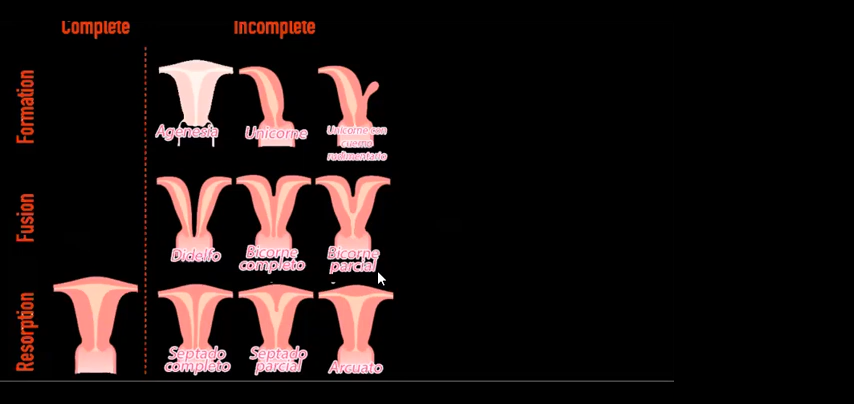 Complete
Incomplete
Formation
Agenesia
Unicorne
Unicorne con
cuerno
rudimentario
Fusion
Didelfo
Bicorne
completo
Bicorne
parcial
Resorption
Septado
completo
Septado
parcial
Arcuato